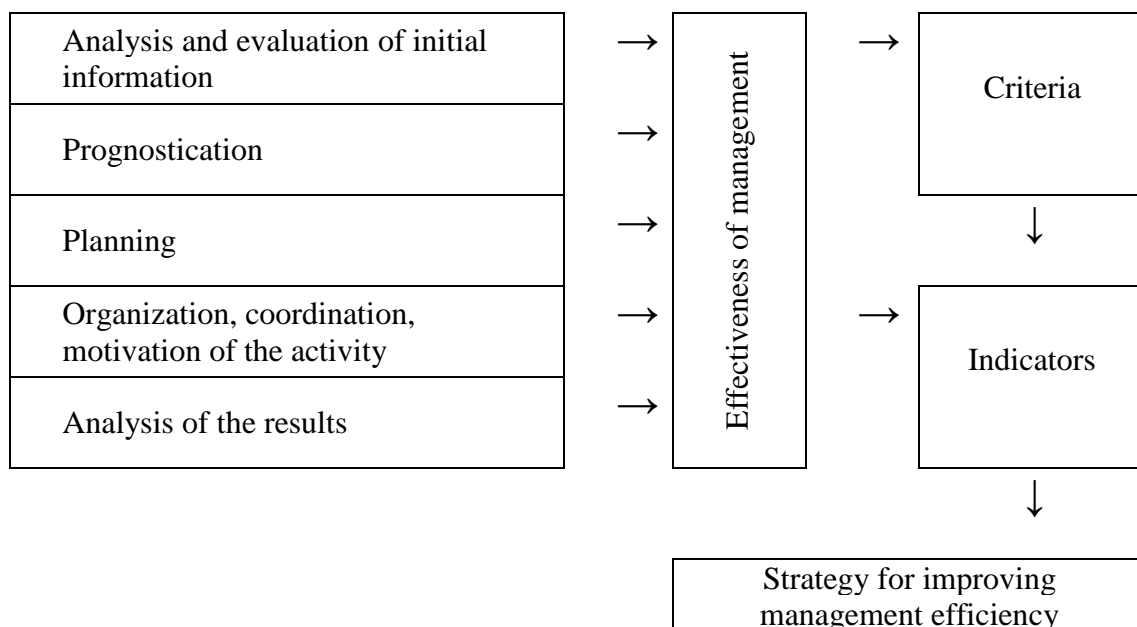 Analysis and evaluation of initial
information
→
→
Criteria
Prognostication
→
Planning
→
↓
Organization, coordination,
motivation of the activity
→
→
Indicators
Analysis of the results
→
Effectiveness of management
↓
Strategy for improving
management efficiency